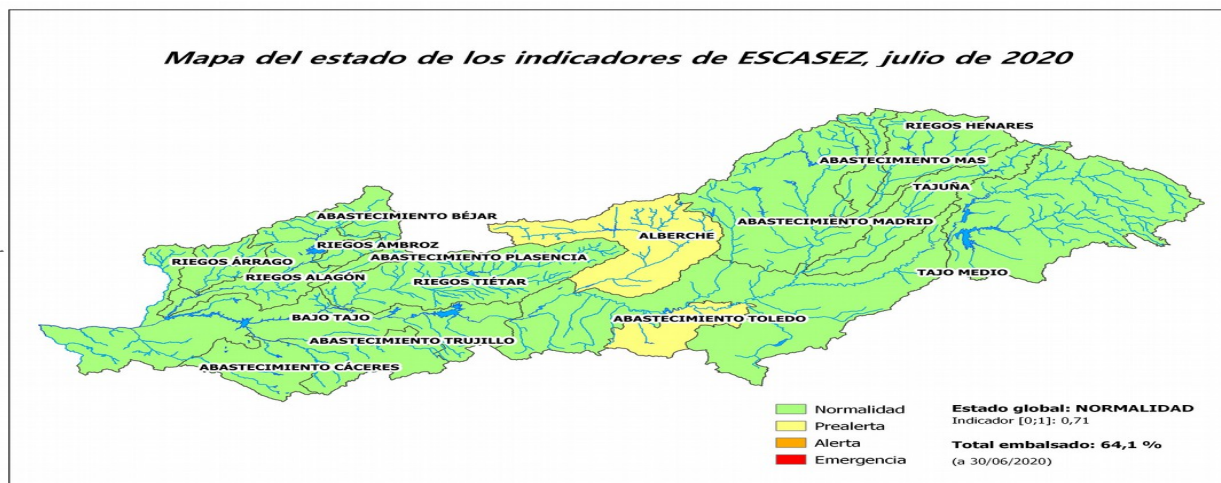 Mapa del estado de los indicadores de ESCASEZ, julio de 2020
RIEGOS HENARES
ABASTECIMIENTO MAS
TAJUÑA
ABASTECIMIENTO BÉJAR
ABASTECIMIENTO MADRID
ALBERCHE
RIEGOS AMBROZ
ABASTECIMIENTO PLASENCIA
RIEGOS ÁRRAGO
TAJO MEDIO
RIEGOS ALAGÓN
RIEGOS TIÉTAR
BAJO TAJO
ABASTECIMIENTO TOLEDO
ABASTECIMIENTO TRUJILLO
ABASTECIMIENTO CÁCERES
Normalidad
Prealerta
Alerta
Emergencia
Estado global: NORMALIDAD
Indicador [0;1]: 0,71
Total embalsado: 64,1 %
(a 30/06/2020)